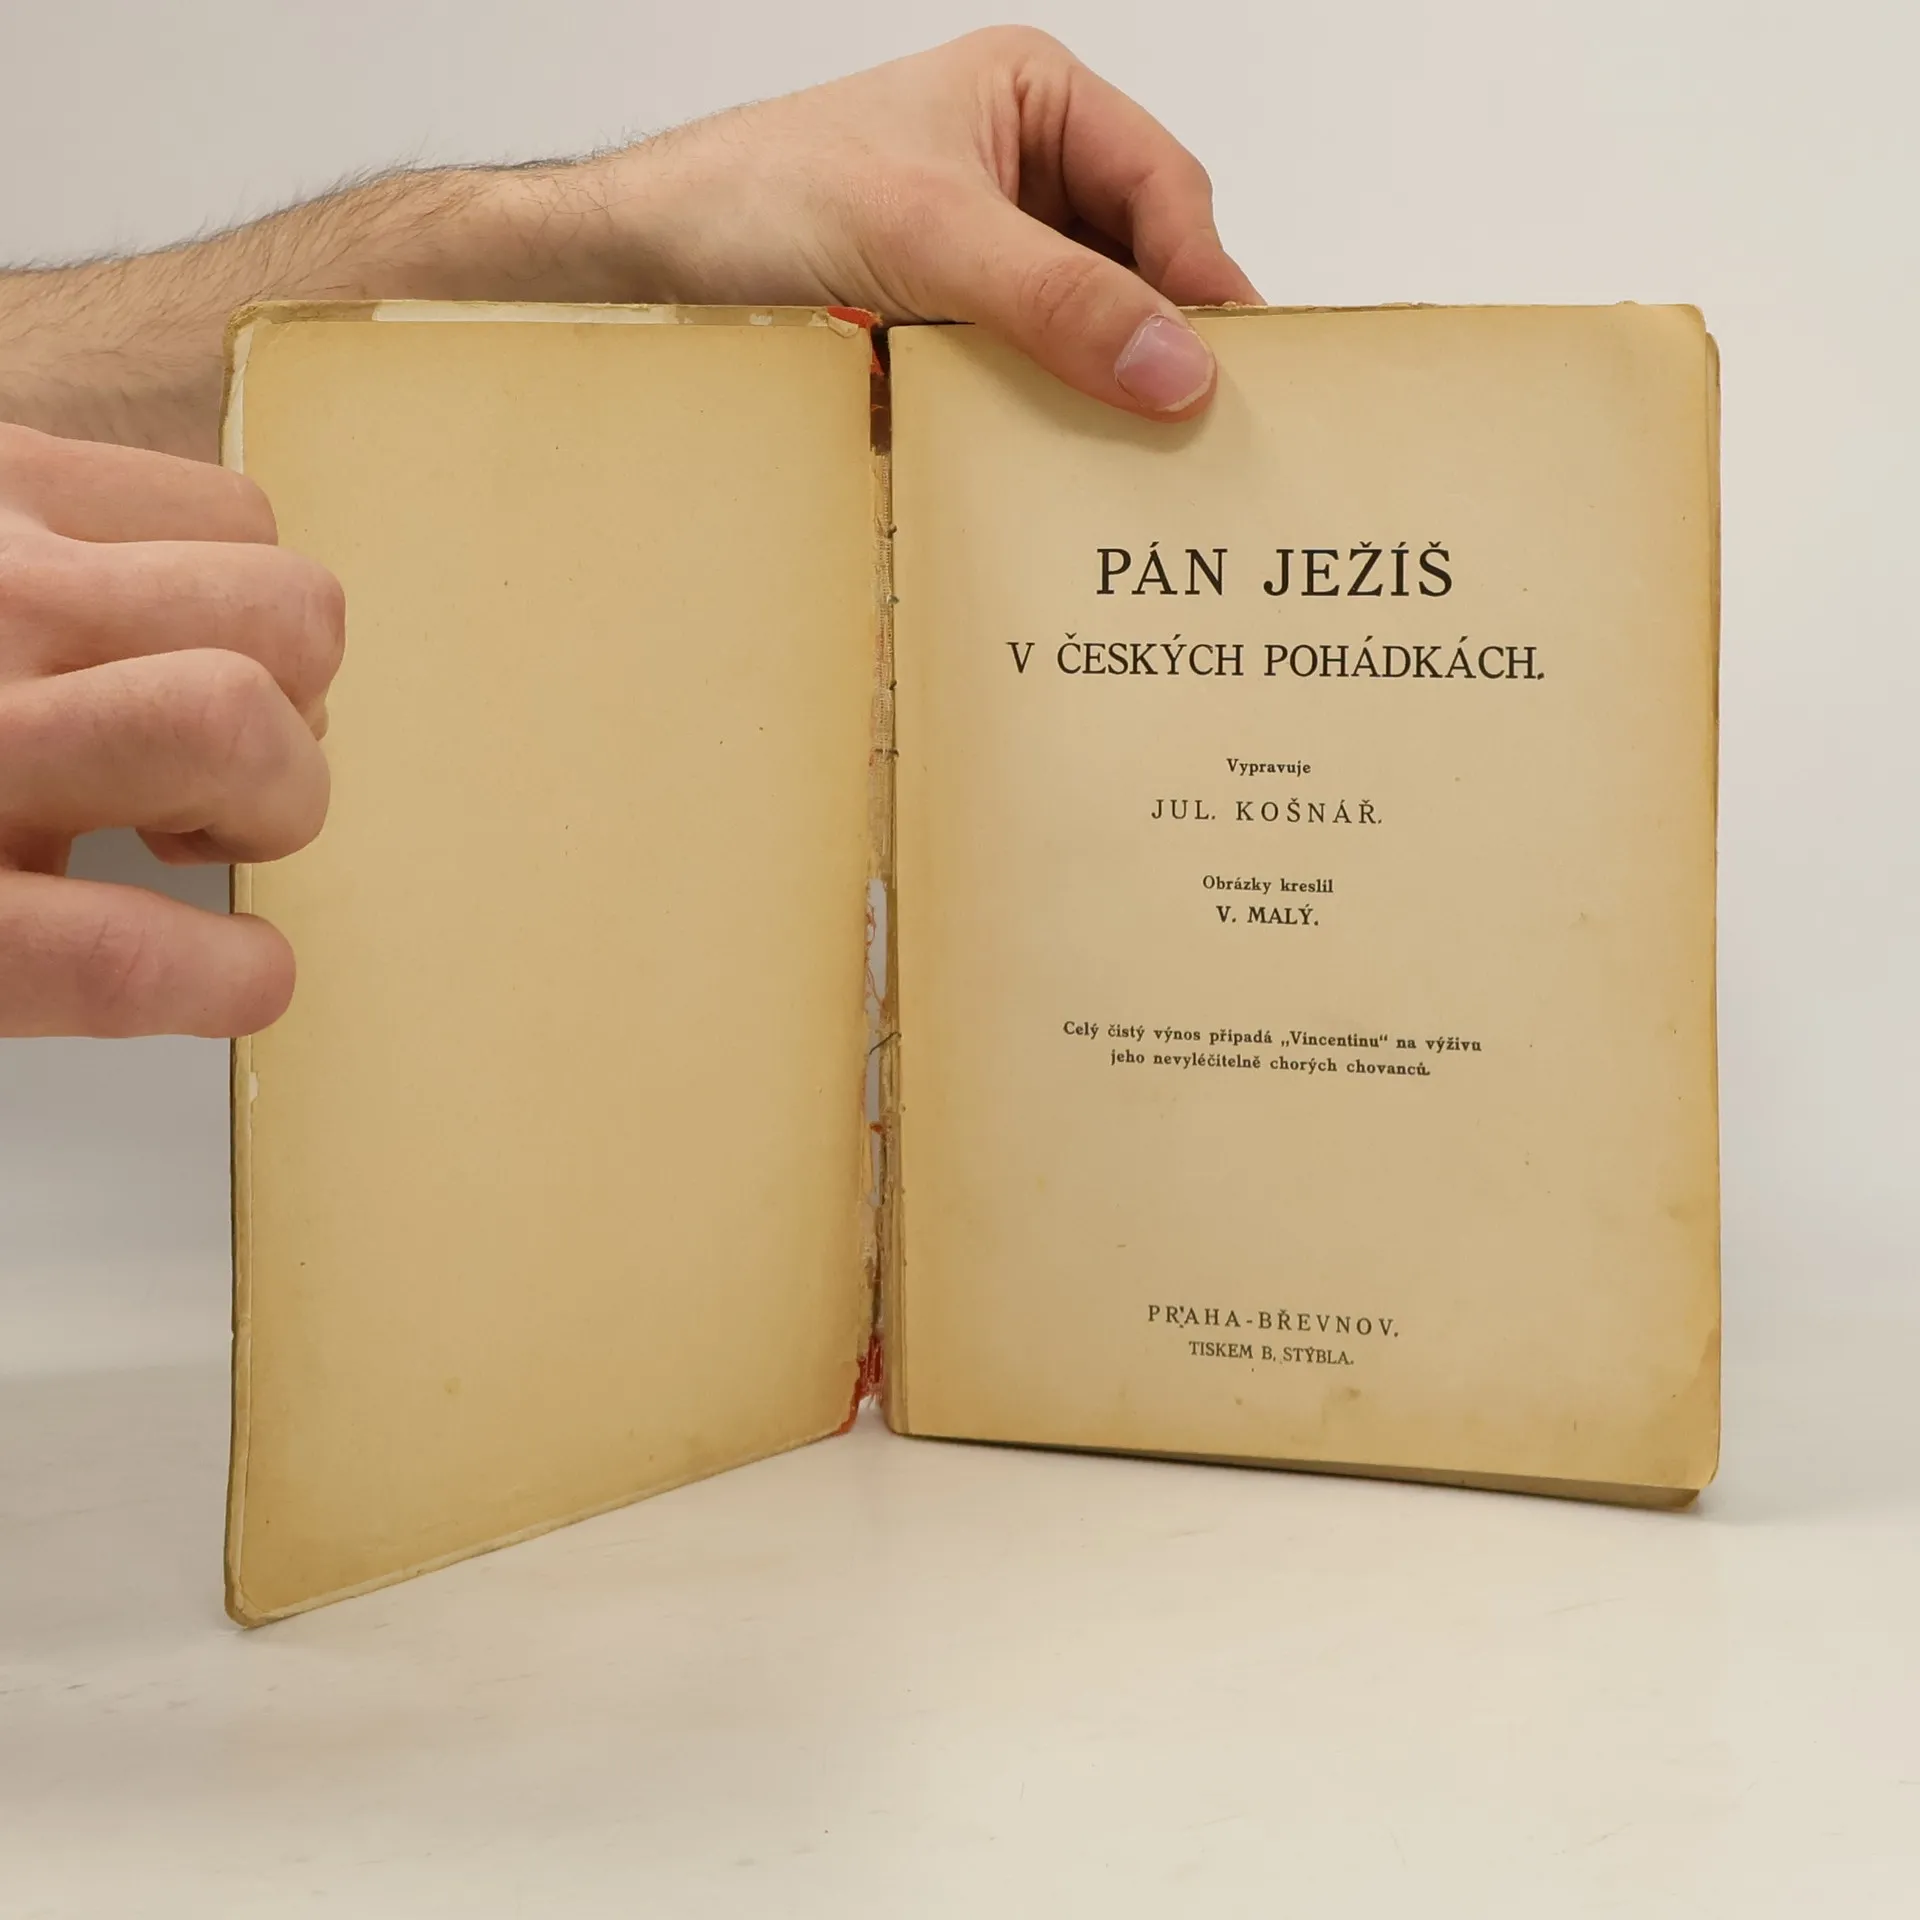 PÁN JEŽÍŠ
V ČESKÝCH POHÁDKÁCH.
Vypravuje
JUL. KOŠNÁŘ.
Obrázky kreslil
V. MALÝ.
Celý čistý výnos připadá „Vincentinu“ na výživu
jeho nevyléčitelně chorých chovanců.
PRAHA-BŘEVNOV.
TISKEM B. STÝBLA.